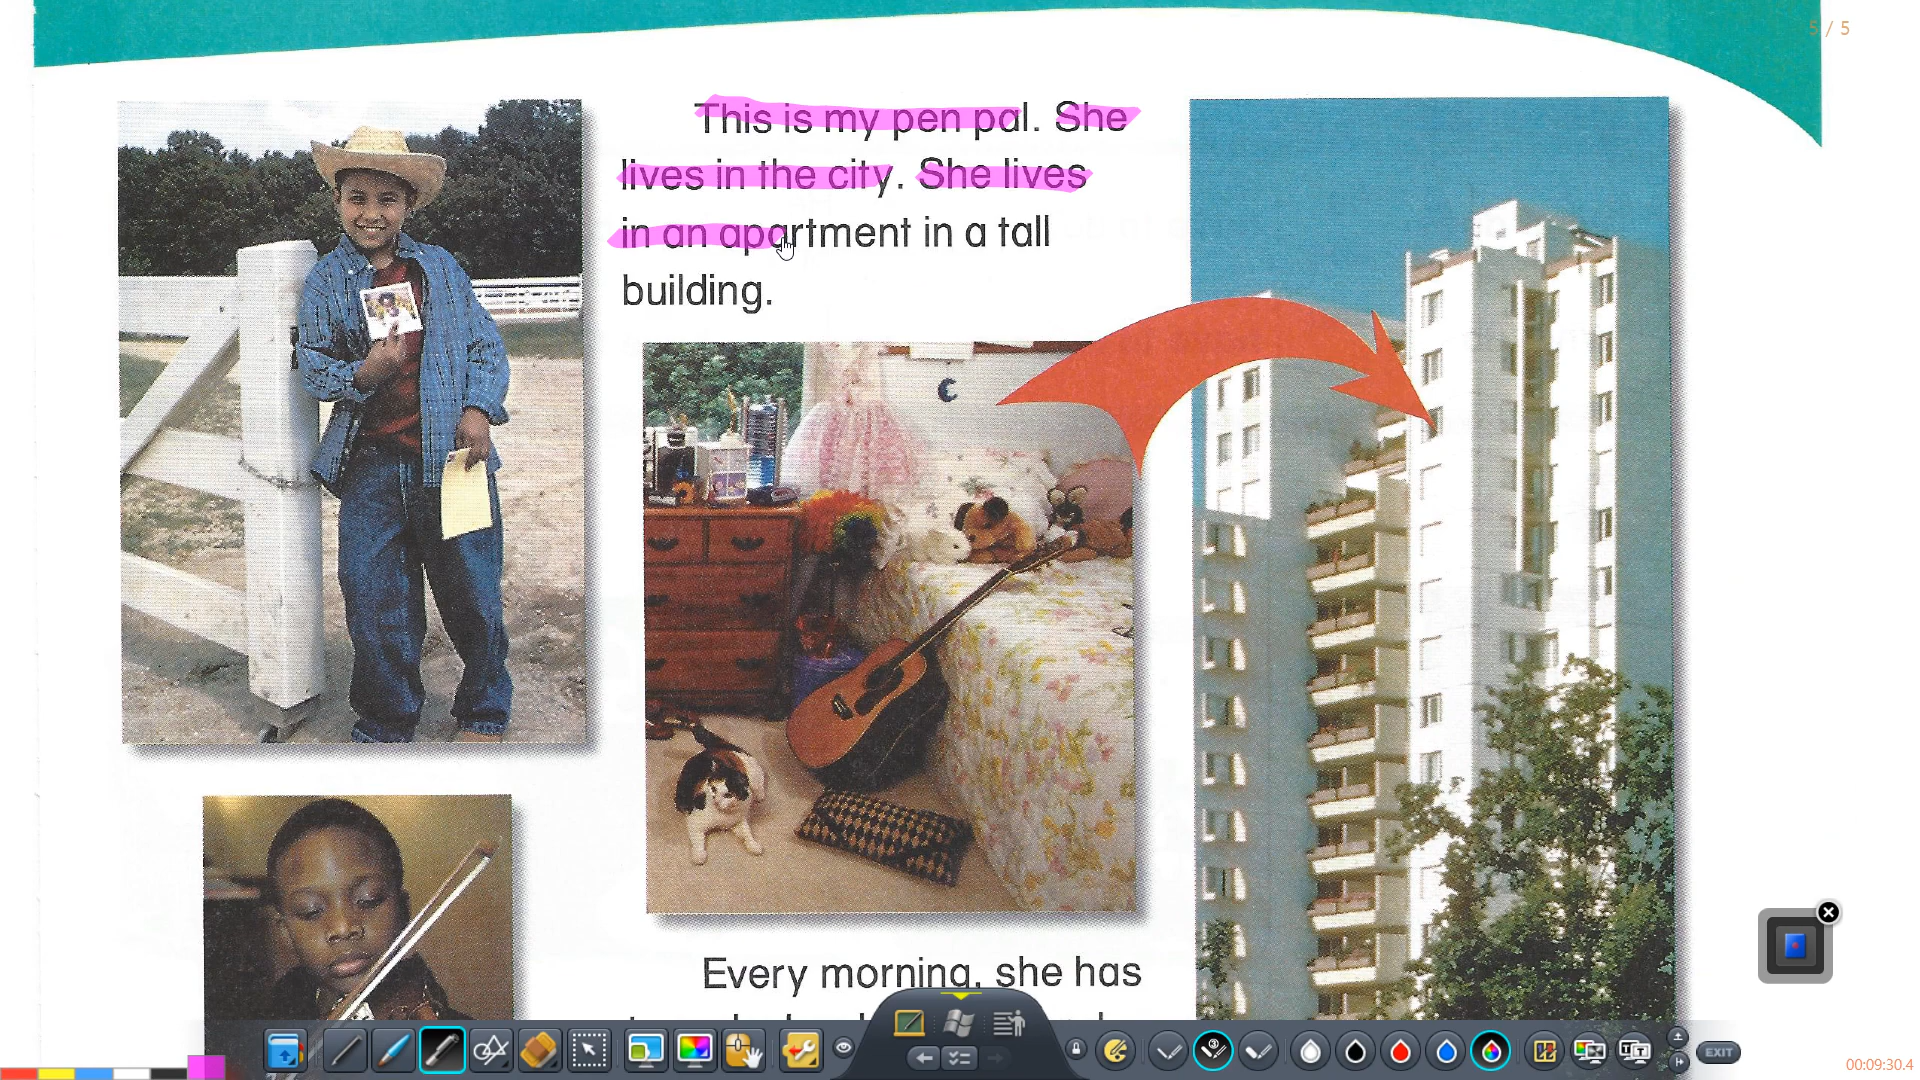 5 / 5
This is my pen pal. She
lives in the city. She lives
in an apartment in a tall
building.
Every morning, she has
EXIT
00:09:30.4